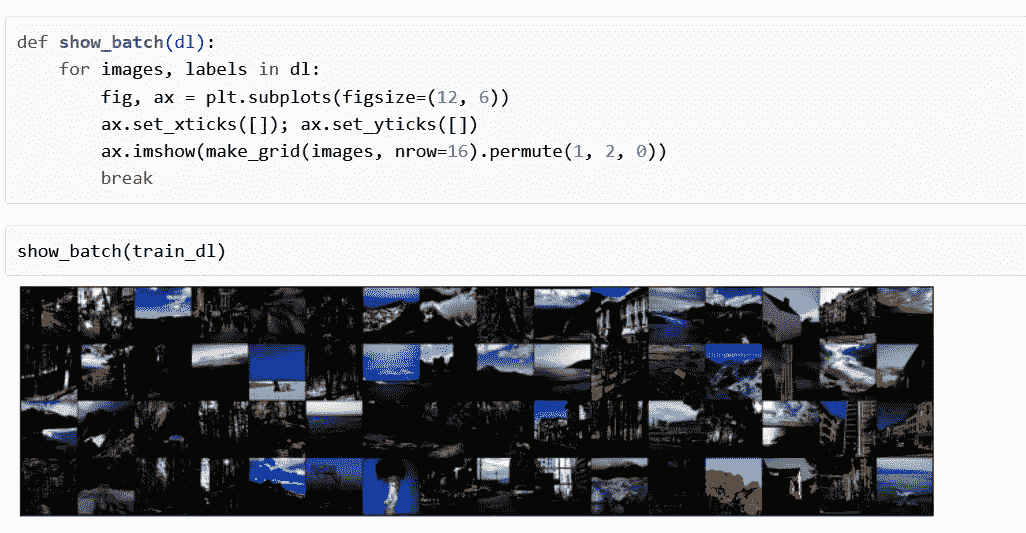 def show_batch(dl):
    for images, labels in dl:
        fig, ax = plt.subplots(figsize=(12, 6))
        ax.set_xticks([]); ax.set_yticks([])
        ax.imshow(make_grid(images, nrow=16).permute(1, 2, 0))
        break
show_batch(train_dl)